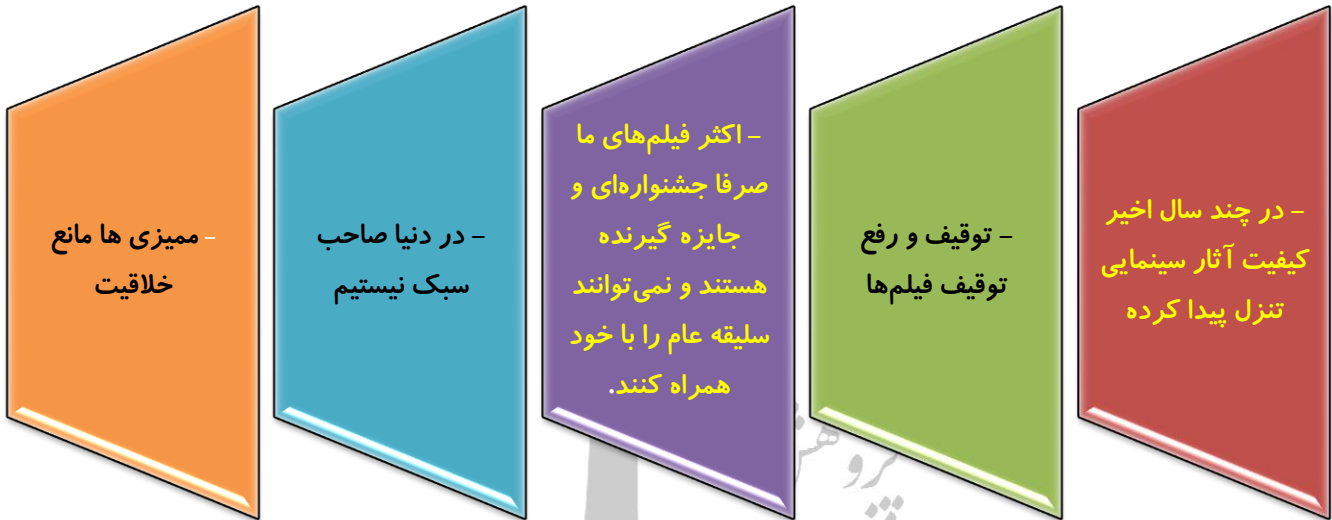 – در چند سال اخیر
کیفیت آثار سینمایی
تنزل پیدا کرده
– توقیف و رفع
توقیف فیلم‌ها
– اکثر فیلم‌های ما
صرفا جشنواره‌ای و
جایزه گیرنده
هستند و نمی‌توانند
سلیقه عام را با خود
همراه کنند.
– در دنیا صاحب
سبک نیستیم
– ممیزی ها مانع
خلاقیت